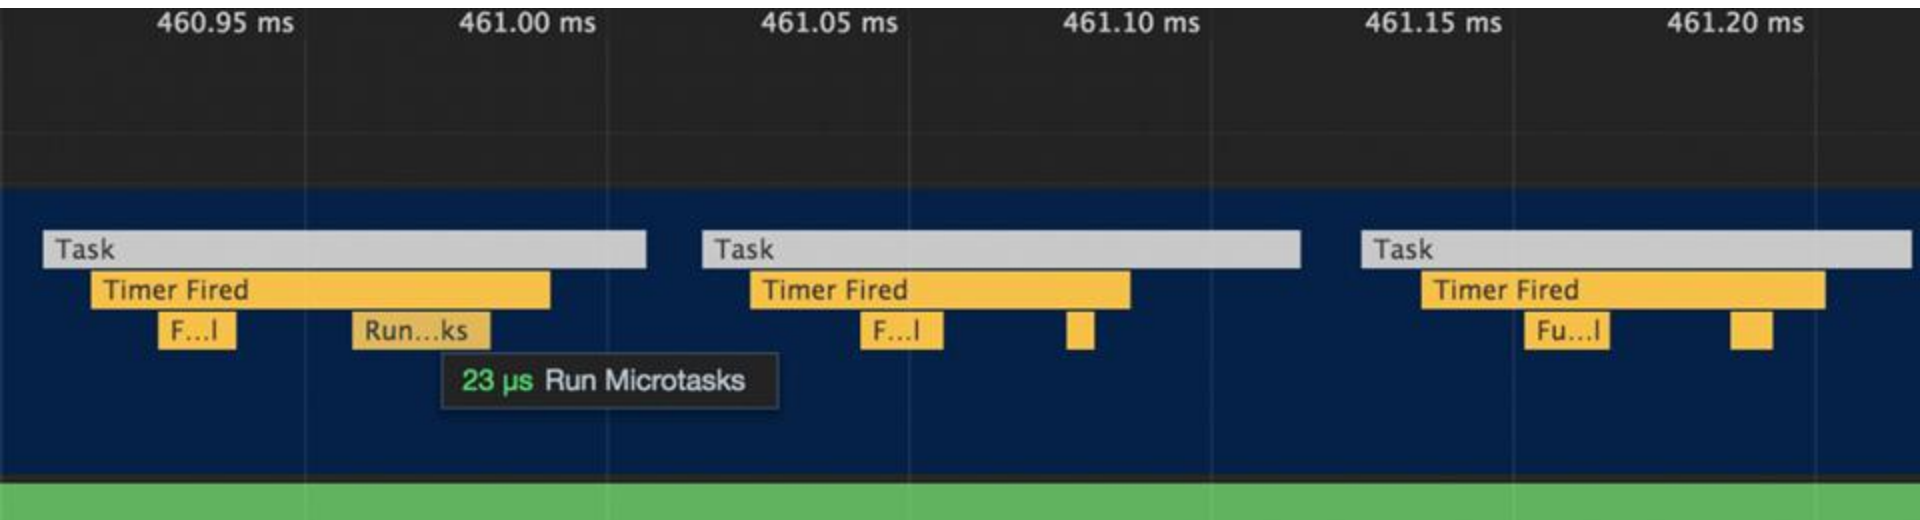 460.95 ms 461.00 ms 461.05 ms 461.10 ms 461.15 ms 461.20 ms
Task Task Task
Timer Fired Timer Fired Timer Fired
F...l Run...ks F...l Fu...l
23 µs Run Microtasks